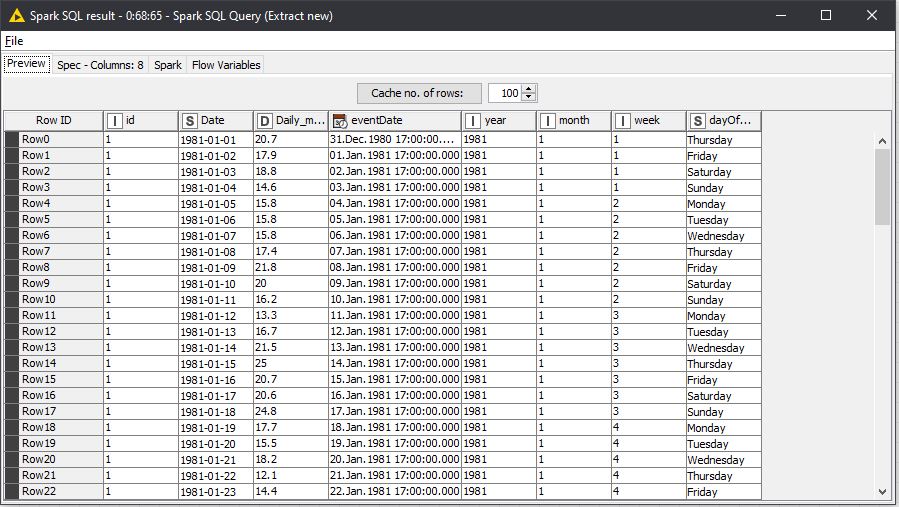 Spark SQL result - 0:68:65 - Spark SQL Query (Extract new)
File
Preview Spec - Columns: 8 Spark Flow Variables
Cache no. of rows: 100
Row ID I id S Date D Daily_m... eventDate I year I month I week S dayOf...
Row0 1 1981-01-01 20.7 31.Dec.1980 17:00:00.... 1981 1 1 Thursday
Row1 1 1981-01-02 17.9 01.Jan.1981 17:00:00.000 1981 1 1 Friday
Row2 1 1981-01-03 18.8 02.Jan.1981 17:00:00.000 1981 1 1 Saturday
Row3 1 1981-01-04 14.6 03.Jan.1981 17:00:00.000 1981 1 1 Sunday
Row4 1 1981-01-05 15.8 04.Jan.1981 17:00:00.000 1981 1 2 Monday
Row5 1 1981-01-06 15.8 05.Jan.1981 17:00:00.000 1981 1 2 Tuesday
Row6 1 1981-01-07 15.8 06.Jan.1981 17:00:00.000 1981 1 2 Wednesday
Row7 1 1981-01-08 17.4 07.Jan.1981 17:00:00.000 1981 1 2 Thursday
Row8 1 1981-01-09 21.8 08.Jan.1981 17:00:00.000 1981 1 2 Friday
Row9 1 1981-01-10 20 09.Jan.1981 17:00:00.000 1981 1 2 Saturday
Row10 1 1981-01-11 16.2 10.Jan.1981 17:00:00.000 1981 1 2 Sunday
Row11 1 1981-01-12 13.3 11.Jan.1981 17:00:00.000 1981 1 3 Monday
Row12 1 1981-01-13 16.7 12.Jan.1981 17:00:00.000 1981 1 3 Tuesday
Row13 1 1981-01-14 21.5 13.Jan.1981 17:00:00.000 1981 1 3 Wednesday
Row14 1 1981-01-15 25 14.Jan.1981 17:00:00.000 1981 1 3 Thursday
Row15 1 1981-01-16 20.7 15.Jan.1981 17:00:00.000 1981 1 3 Friday
Row16 1 1981-01-17 20.6 16.Jan.1981 17:00:00.000 1981 1 3 Saturday
Row17 1 1981-01-18 24.8 17.Jan.1981 17:00:00.000 1981 1 3 Sunday
Row18 1 1981-01-19 17.7 18.Jan.1981 17:00:00.000 1981 1 4 Monday
Row19 1 1981-01-20 15.5 19.Jan.1981 17:00:00.000 1981 1 4 Tuesday
Row20 1 1981-01-21 18.2 20.Jan.1981 17:00:00.000 1981 1 4 Wednesday
Row21 1 1981-01-22 12.1 21.Jan.1981 17:00:00.000 1981 1 4 Thursday
Row22 1 1981-01-23 14.4 22.Jan.1981 17:00:00.000 1981 1 4 Friday